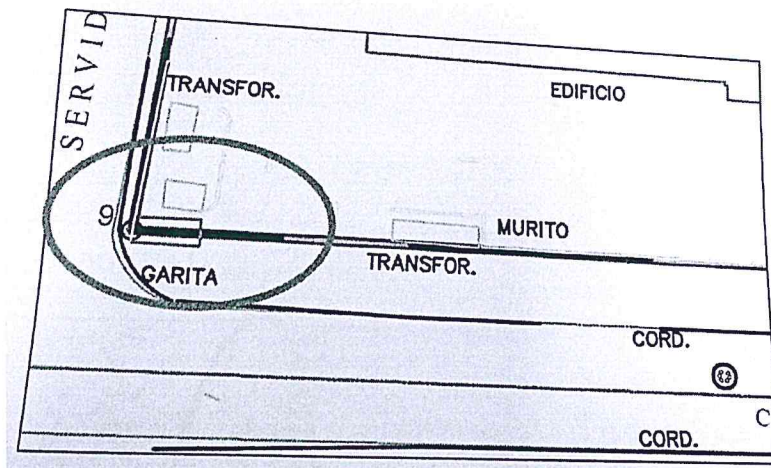 SERVID
TRANSFOR.
EDIFICIO
9
MURITO
GARITA
TRANSFOR.
CORD.
C
CORD.